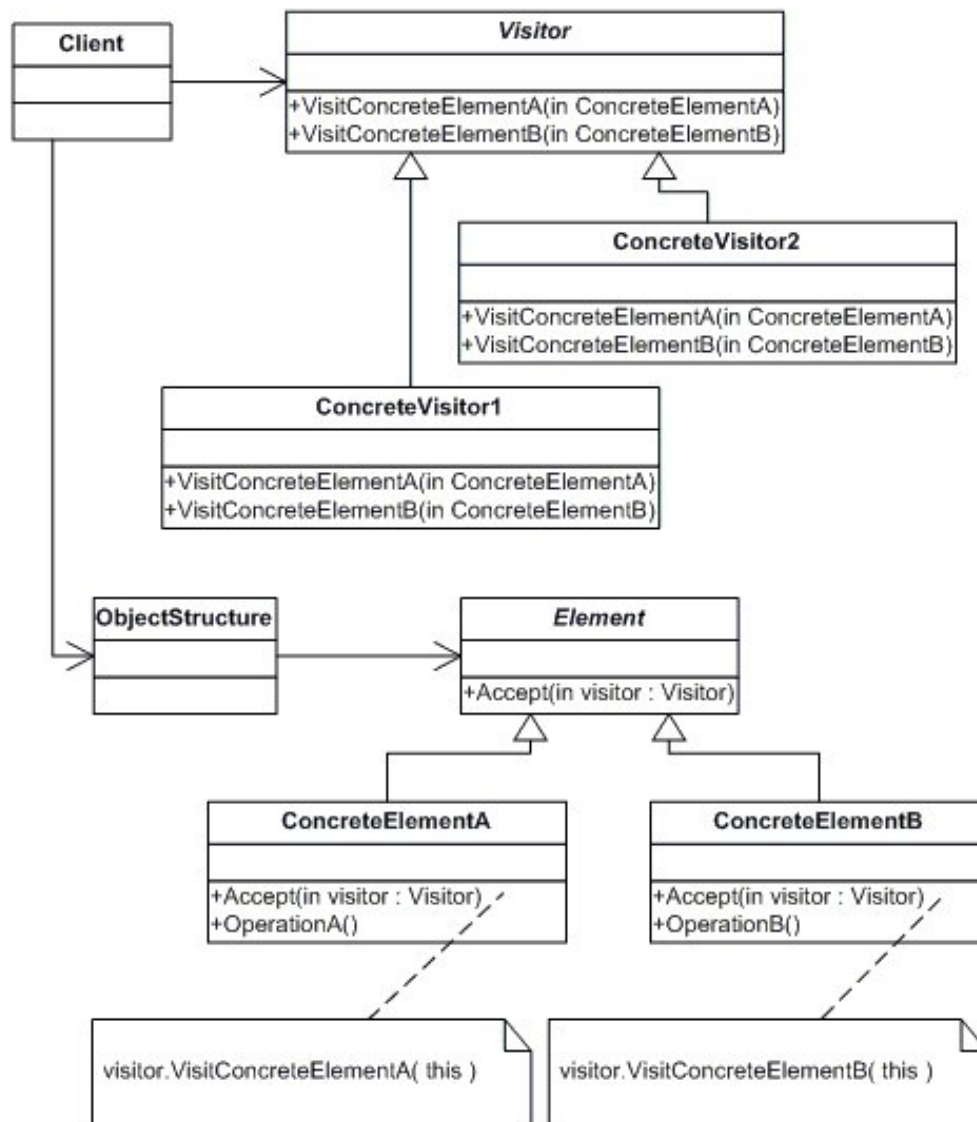 Client
Visitor
+VisitConcreteElementA(in ConcreteElementA)
+VisitConcreteElementB(in ConcreteElementB)
ConcreteVisitor2
+VisitConcreteElementA(in ConcreteElementA)
+VisitConcreteElementB(in ConcreteElementB)
ConcreteVisitor1
+VisitConcreteElementA(in ConcreteElementA)
+VisitConcreteElementB(in ConcreteElementB)
ObjectStructure
Element
+Accept(in visitor : Visitor)
ConcreteElementA
+Accept(in visitor : Visitor)
+OperationA()
ConcreteElementB
+Accept(in visitor : Visitor)
+OperationB()
visitor.VisitConcreteElementA( this )
visitor.VisitConcreteElementB( this )